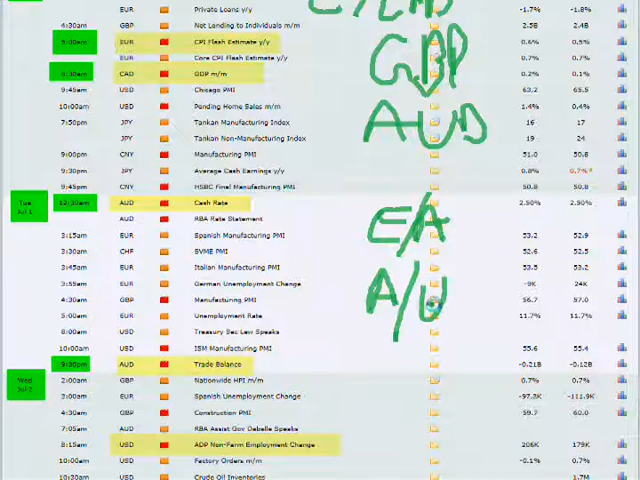 EUR Private Loans y/y -1.7% -1.8%
4:30am GBP Net Lending to Individuals m/m 2.5B 2.4B
5:00am EUR CPI Flash Estimate y/y 0.6% 0.5%
EUR Core CPI Flash Estimate y/y 0.7% 0.7%
GBP
8:30am CAD GDP m/m 0.2% 0.1%
9:45am USD Chicago PMI 63.2 65.5
10:00am USD Pending Home Sales m/m 1.4% 0.4%
7:50pm JPY Tankan Manufacturing Index 16 17
AUD
JPY Tankan Non-Manufacturing Index 19 24
9:00pm CNY Manufacturing PMI 51.0 50.8
9:30pm JPY Average Cash Earnings y/y 0.8% 0.7%
9:45pm CNY HSBC Final Manufacturing PMI 50.8 50.8
Tue Jul 1 12:30am AUD Cash Rate 2.50% 2.50%
AUD RBA Rate Statement
E/A
3:15am EUR Spanish Manufacturing PMI 53.2 52.9
3:30am CHF SVME PMI 52.6 52.5
3:45am EUR Italian Manufacturing PMI 53.5 53.2
3:55am EUR German Unemployment Change -9K 24K
A/U
4:30am GBP Manufacturing PMI 56.7 57.0
5:00am EUR Unemployment Rate 11.7% 11.7%
8:00am USD Treasury Sec Lew Speaks
10:00am USD ISM Manufacturing PMI 55.6 55.4
9:30pm AUD Trade Balance -0.21B -0.12B
Wed Jul 2 2:00am GBP Nationwide HPI m/m 0.7% 0.7%
3:00am EUR Spanish Unemployment Change -97.2K -111.9K
4:30am GBP Construction PMI 59.7 60.0
7:05am AUD RBA Assist Gov Debelle Speaks
8:15am USD ADP Non-Farm Employment Change 206K 179K
10:00am USD Factory Orders m/m -0.1% 0.7%
10:30am USD Crude Oil Inventories 1.7M